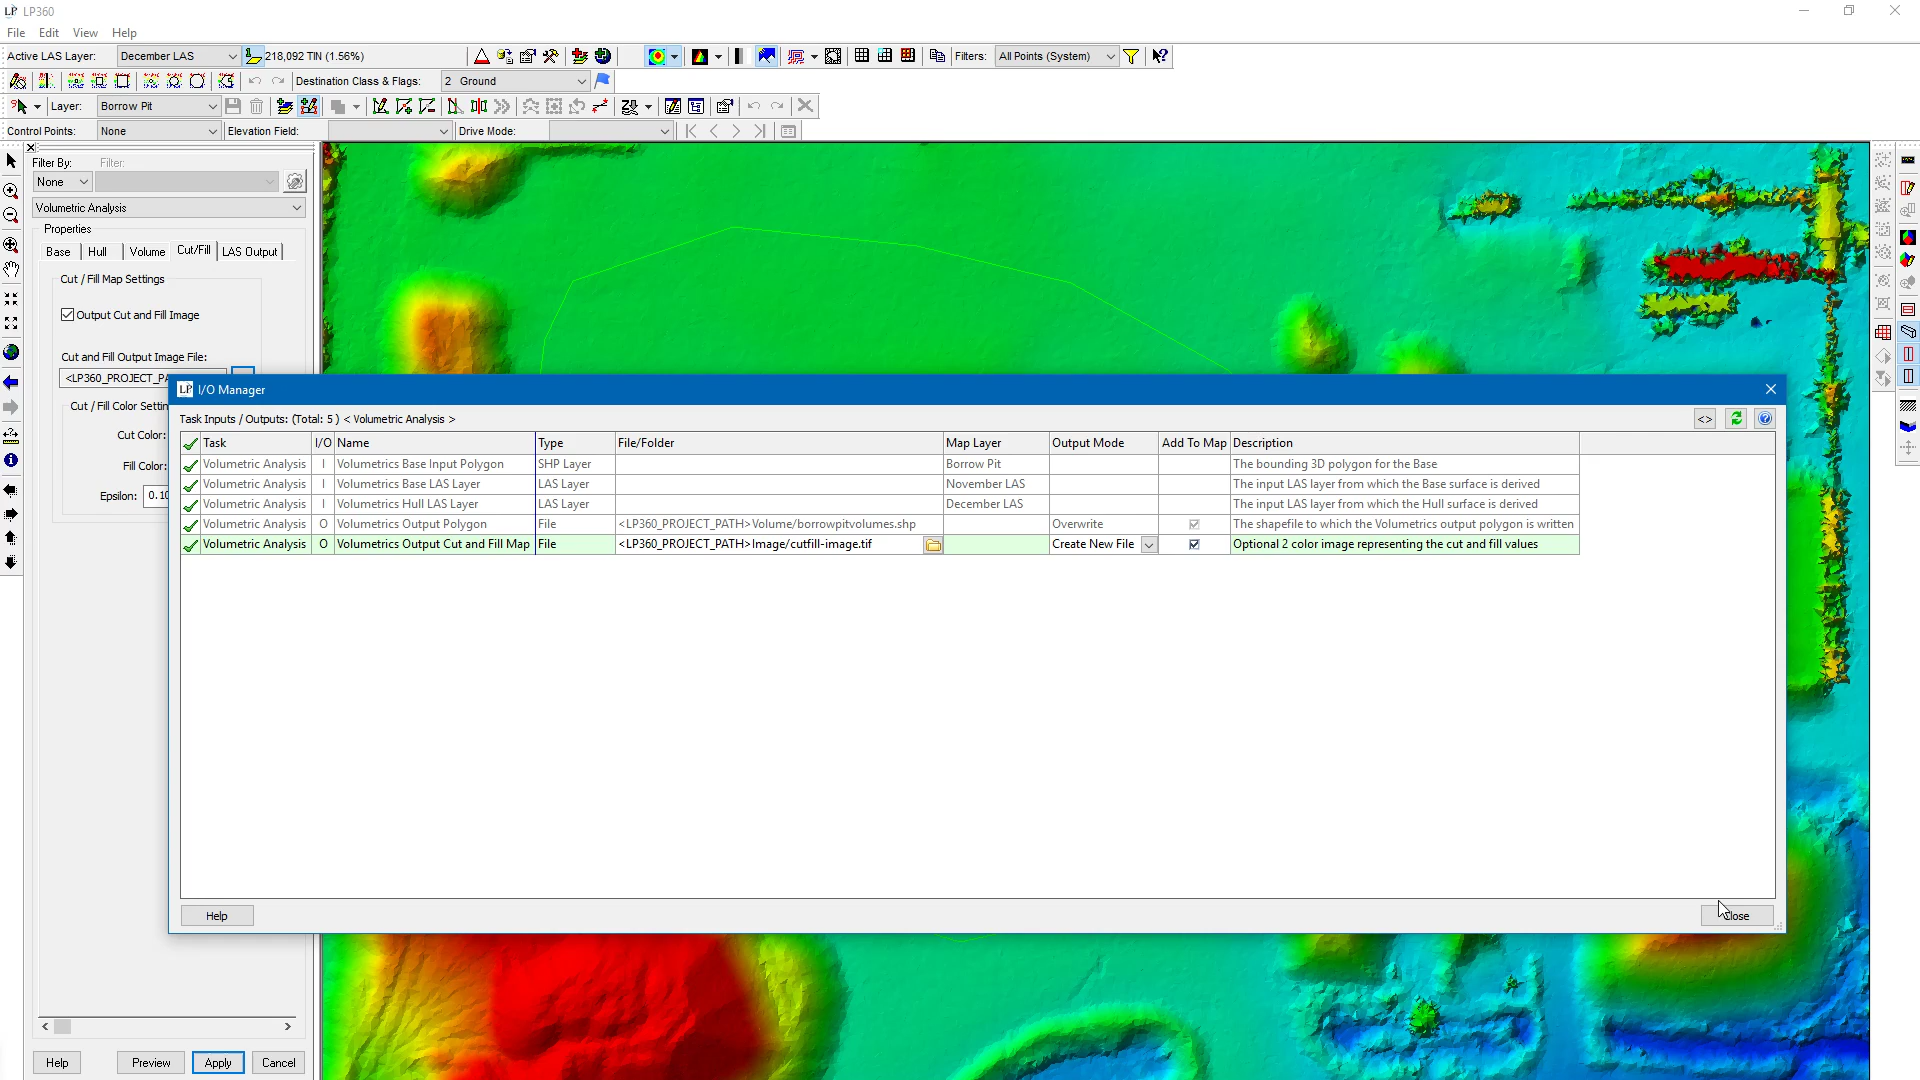 LP LP360
File Edit View Help
Active LAS Layer: December LAS 218,092 TIN (1.56%) Filters: All Points (System)
Destination Class & Flags: 2 Ground
Layer: Borrow Pit
Control Points: None Elevation Field: Drive Mode:
Filter By: Filter:
None
Volumetric Analysis
Properties
Base Hull Volume Cut/Fill LAS Output
Cut / Fill Map Settings
Output Cut and Fill Image
Cut and Fill Output Image File:
<LP360_PROJECT_PA
Cut / Fill Color Settin
Cut Color:
Fill Color:
Epsilon: 0.10
LP I/O Manager
Task Inputs / Outputs: (Total: 5 ) < Volumetric Analysis >
<>
Task I/O Name Type File/Folder Map Layer Output Mode Add To Map Description
Volumetric Analysis I Volumetrics Base Input Polygon SHP Layer Borrow Pit The bounding 3D polygon for the Base
Volumetric Analysis I Volumetrics Base LAS Layer LAS Layer November LAS The input LAS layer from which the Base surface is derived
Volumetric Analysis I Volumetrics Hull LAS Layer LAS Layer December LAS The input LAS layer from which the Hull surface is derived
Volumetric Analysis O Volumetrics Output Polygon File <LP360_PROJECT_PATH>Volume/borrowpitvolumes.shp Overwrite The shapefile to which the Volumetrics output polygon is written
Volumetric Analysis O Volumetrics Output Cut and Fill Map File <LP360_PROJECT_PATH>Image/cutfill-image.tif Create New File Optional 2 color image representing the cut and fill values
Help Close
Help Preview Apply Cancel